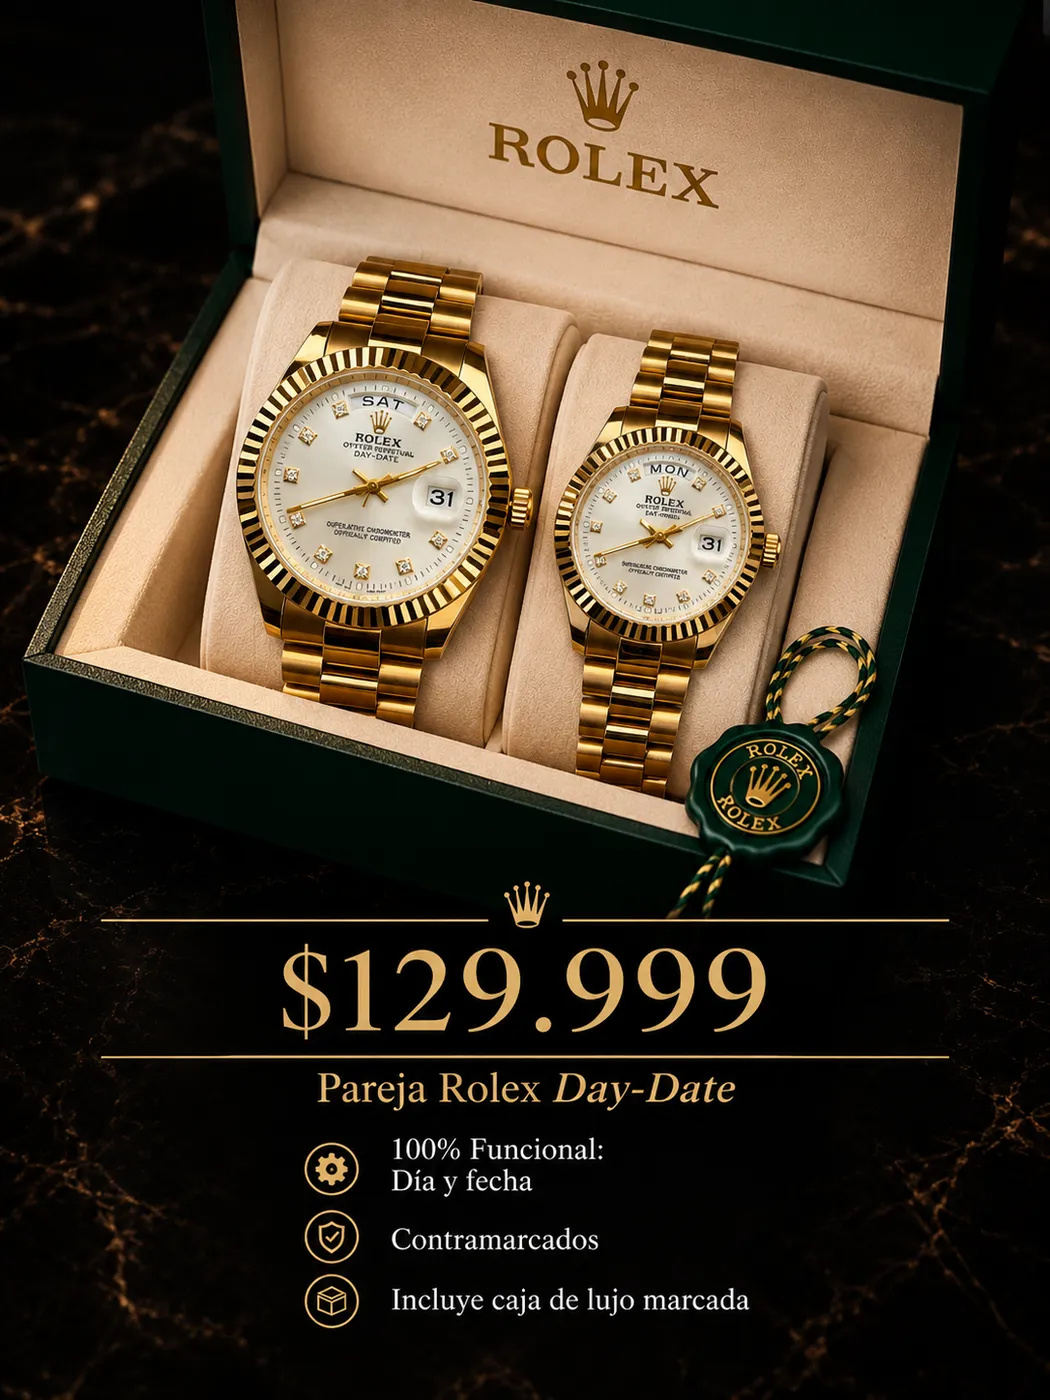 ROLEX
SAT
ROLEX
DAY-DATE
31
MON
ROLEX
31
ROLEX
ROLEX
$129.999
Pareja Rolex Day-Date
100% Funcional:
Día y fecha
Contramarcados
Incluye caja de lujo marcada